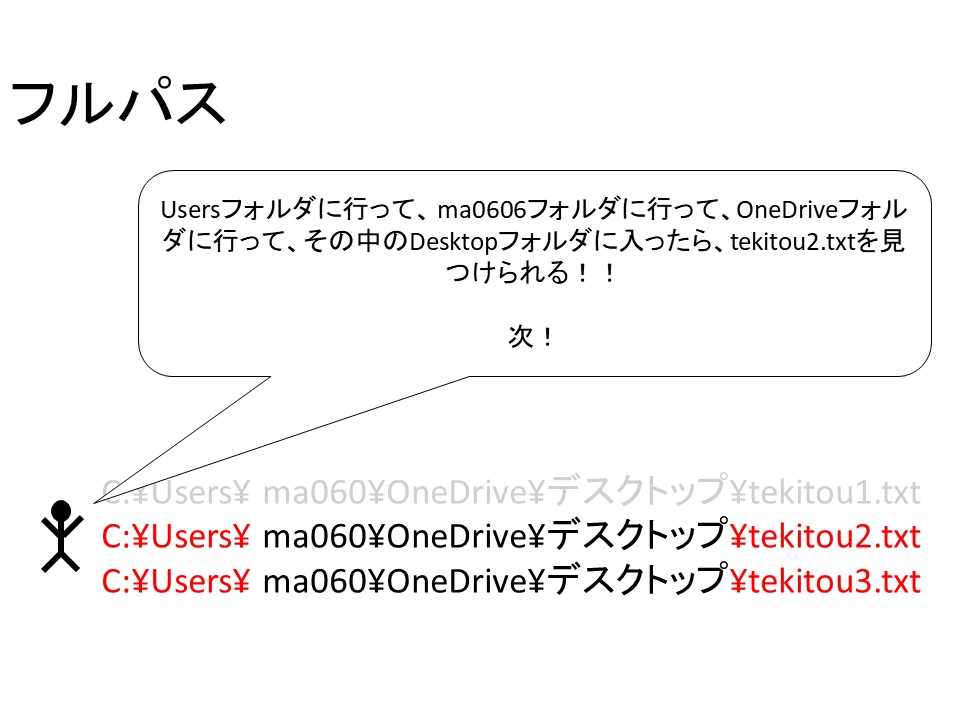 フルパス
Usersフォルダに行って、ma0606フォルダに行って、OneDriveフォル
ダに行って、その中のDesktopフォルダに入ったら、tekitou2.txtを見
つけられる！！
次！
C:¥Users¥ ma060¥OneDrive¥デスクトップ¥tekitou1.txt
C:¥Users¥ ma060¥OneDrive¥デスクトップ¥tekitou2.txt
C:¥Users¥ ma060¥OneDrive¥デスクトップ¥tekitou3.txt